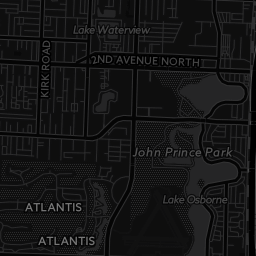 Lake Waterview
2ND AVENUE NORTH
KIRK ROAD
John Prince Park
Lake Osborne
ATLANTIS
ATLANTIS